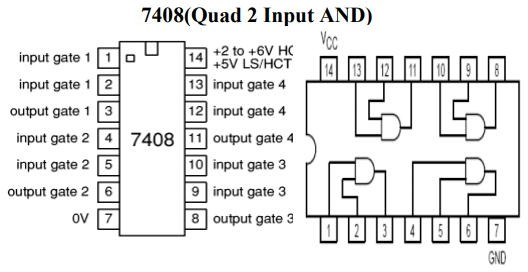 7408(Quad 2 Input AND)
input gate 1 1 14 +2 to +6V HC
+5V LS/HCT
input gate 1 2 13 input gate 4
output gate 1 3 12 input gate 4
input gate 2 4 7408 11 output gate 4
input gate 2 5 10 input gate 3
output gate 2 6 9 input gate 3
0V 7 8 output gate 3
VCC
14 13 12 11 10 9 8
1 2 3 4 5 6 7
GND